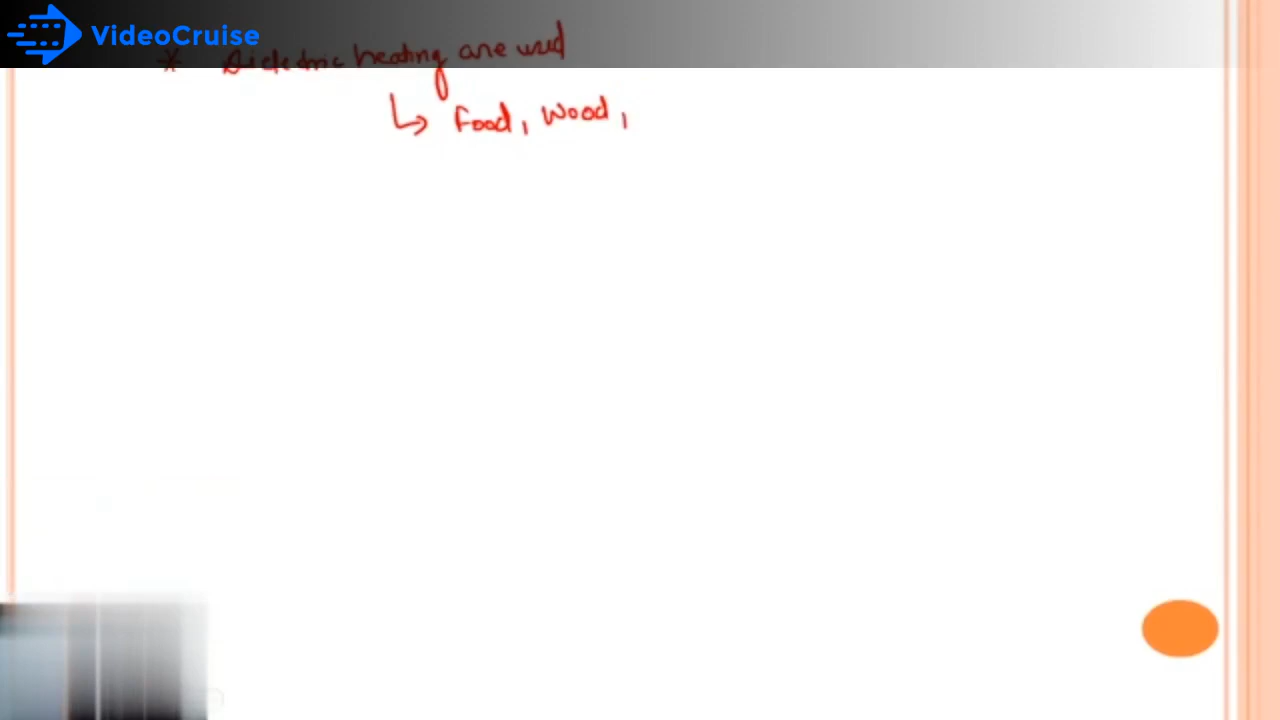 VideoCruise
* Dielectric heating are used
↳ Food, Wood,